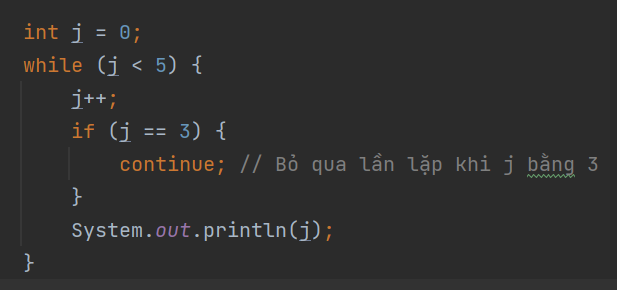 int j = 0;
while (j < 5) {
    j++;
    if (j == 3) {
        continue; // Bỏ qua lần lặp khi j bằng 3
    }
    System.out.println(j);
}